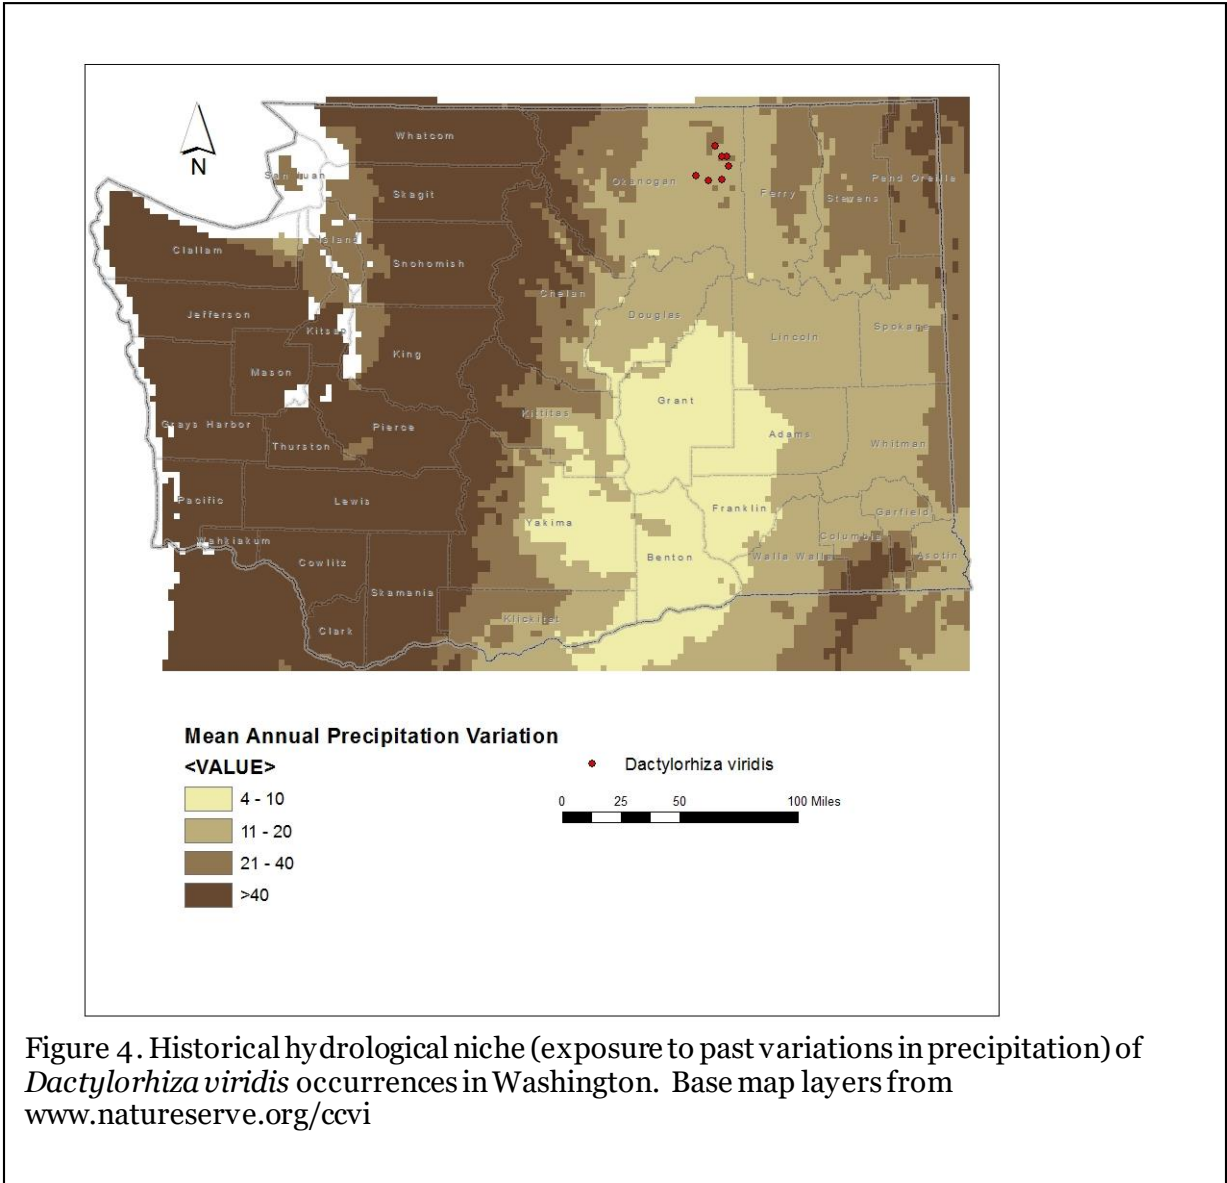 N
Whatcom
San Juan
Skagit
Okanogan
Ferry
Stevens
Pend Oreille
Clallam
Island
Snohomish
Chelan
Jefferson
Kitsap
Douglas
Lincoln
Spokane
King
Mason
Grant
Kittitas
Grays Harbor
Pierce
Thurston
Adams
Whitman
Pacific
Lewis
Yakima
Franklin
Garfield
Wahkiakum
Columbia
Cowlitz
Benton
Walla Walla
Asotin
Skamania
Klickitat
Clark
Mean Annual Precipitation Variation
<VALUE>
4 - 10
11 - 20
21 - 40
>40
Dactylorhiza viridis
0 25 50 100 Miles
Figure 4. Historical hydrological niche (exposure to past variations in precipitation) of
Dactylorhiza viridis occurrences in Washington. Base map layers from
www.natureserve.org/ccvi